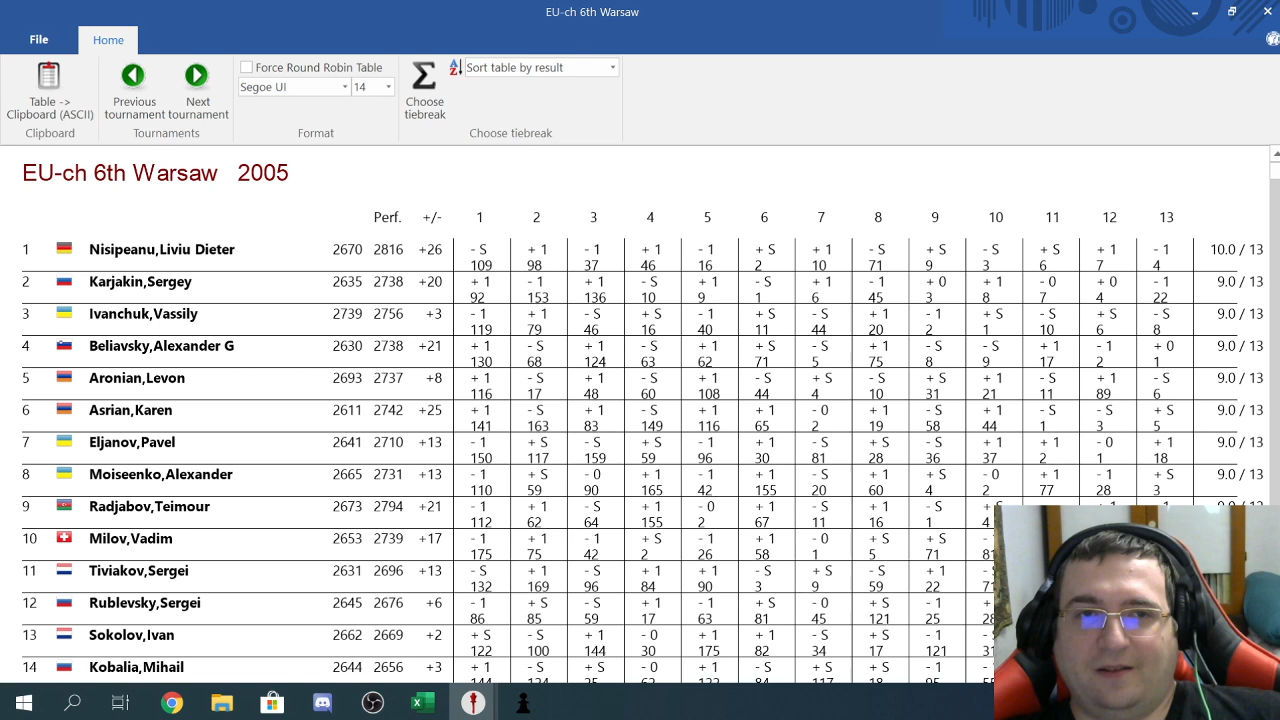 EU-ch 6th Warsaw
File Home
Table -> Clipboard (ASCII)
Previous tournament
Next tournament
Force Round Robin Table
Segoe UI 14
Choose tiebreak
Sort table by result
Clipboard Tournaments Format Choose tiebreak
EU-ch 6th Warsaw 2005
Perf. +/- 1 2 3 4 5 6 7 8 9 10 11 12 13
1 Nisipeanu,Liviu Dieter 2670 2816 +26 - S + 1 - 1 + 1 - 1 + S + 1 - S + S - S + S + 1 - 1 10.0 / 13
109 98 37 46 16 2 10 71 9 3 6 7 4
2 Karjakin,Sergey 2635 2738 +20 + 1 - 1 + 1 - S + 1 - S + 1 - 1 + 0 + 1 - 0 + 0 - 1 9.0 / 13
92 153 136 10 9 1 6 45 3 8 7 4 22
3 Ivanchuk,Vassily 2739 2756 +3 - 1 + 1 - S + S - 1 + S - 1 + 1 - 1 + S - S + S - S 9.0 / 13
119 79 46 16 40 11 44 20 2 1 10 6 8
4 Beliavsky,Alexander G 2630 2738 +21 + 1 - S + 1 - S + 1 + 1 - S + 1 - S - S + 1 - 1 + 0 9.0 / 13
130 68 124 63 62 71 5 75 8 9 17 2 1
5 Aronian,Levon 2693 2737 +8 + 1 - S + 1 - S + 1 - S + S - S + S + 1 - S + 1 - S 9.0 / 13
116 17 48 60 108 44 4 10 31 21 11 89 6
6 Asrian,Karen 2611 2742 +25 + 1 - S + 1 - S + 1 + 1 - 0 + 1 - S + 1 - S - S + S 9.0 / 13
141 163 83 149 116 65 2 19 58 44 1 3 5
7 Eljanov,Pavel 2641 2710 +13 - 1 + S + S + S - 1 + 1 - S + S - S + 1 + 1 - 0 + 1 9.0 / 13
150 117 159 59 96 30 81 28 36 37 2 1 18
8 Moiseenko,Alexander 2665 2731 +13 - 1 + S - 0 + 1 - 1 + 1 - S + 1 + S - 0 + 1 - 1 + S 9.0 / 13
110 59 90 165 42 155 20 60 4 2 77 28 3
9 Radjabov,Teimour 2673 2794 +21 - 1 + 1 - S + 1 - 0 + 1 - S + 1 - S
112 62 64 155 2 67 11 16 1 4
10 Milov,Vadim 2653 2739 +17 - 1 + 1 - 1 + S - 1 + 1 - 0 + S + S
175 75 42 2 26 58 1 5 71
11 Tiviakov,Sergei 2631 2696 +13 - S + 1 - S + 1 + 1 - S + S - S + 1
132 169 96 84 90 3 9 59 22
12 Rublevsky,Sergei 2645 2676 +6 - 1 + S - S + 1 - 1 + S - 0 + S - 1
86 85 59 17 63 81 45 121 25
13 Sokolov,Ivan 2662 2669 +2 + S - S + 1 - 0 + 1 + S - S + S - 1
122 100 144 30 175 82 34 17 121
14 Kobalia,Mihail 2644 2656 +3 + 1 - S + S - 0 + 1